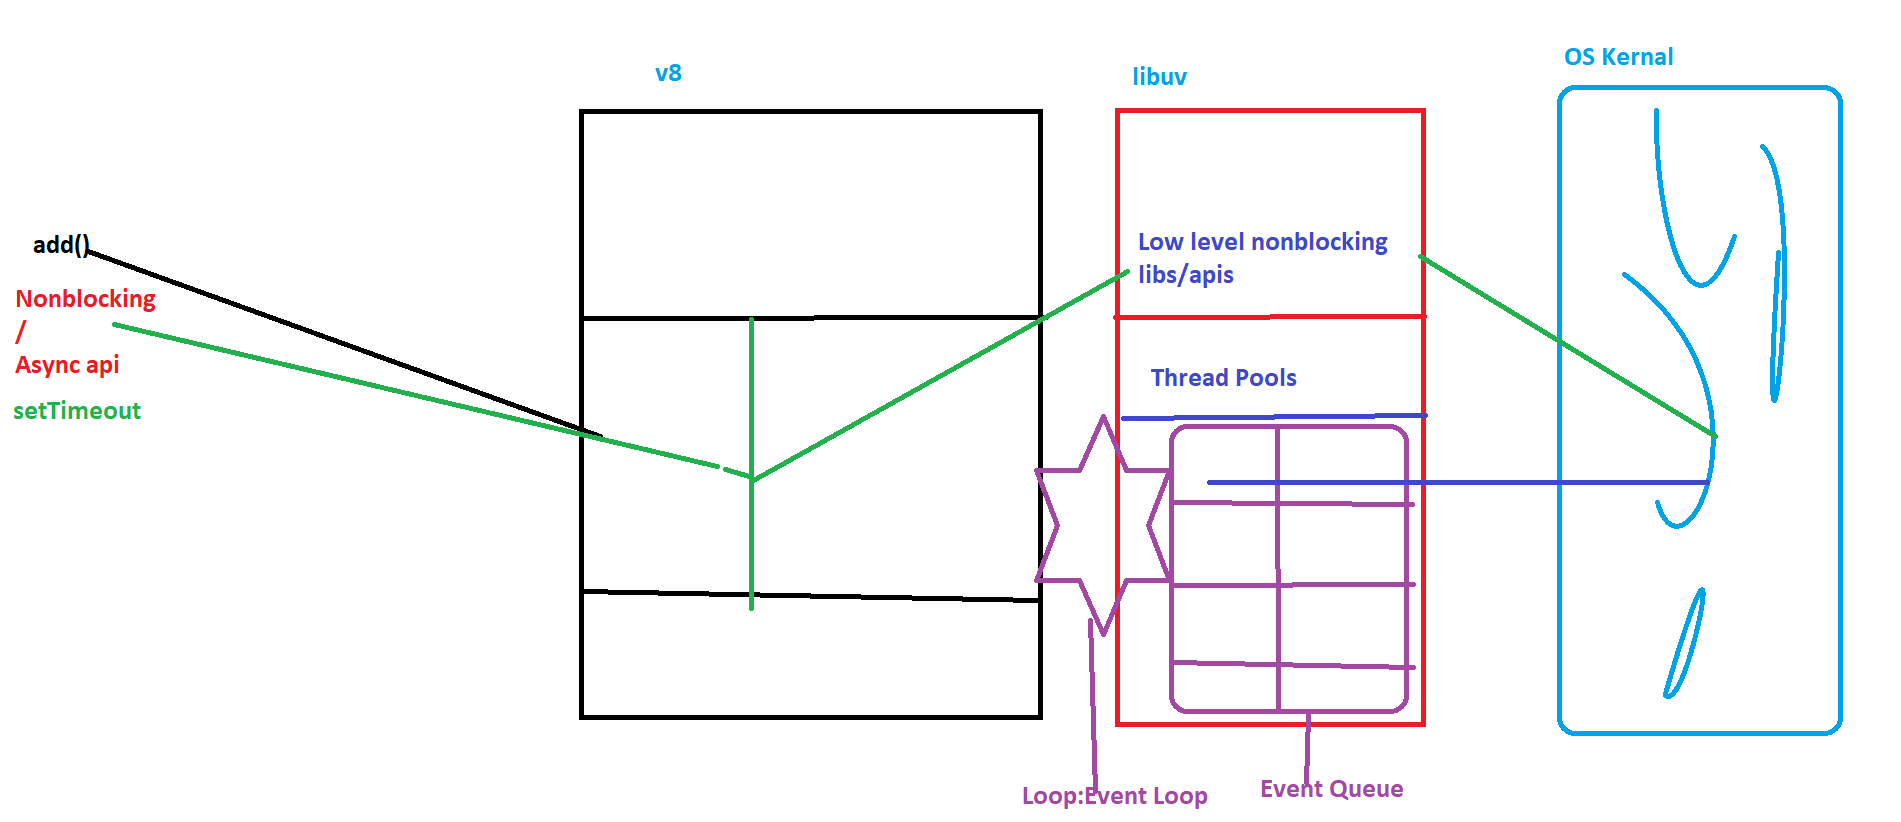 v8
libuv
OS Kernal
add()
Nonblocking
/
Async api
setTimeout
Low level nonblocking
libs/apis
Thread Pools
Loop:Event Loop
Event Queue